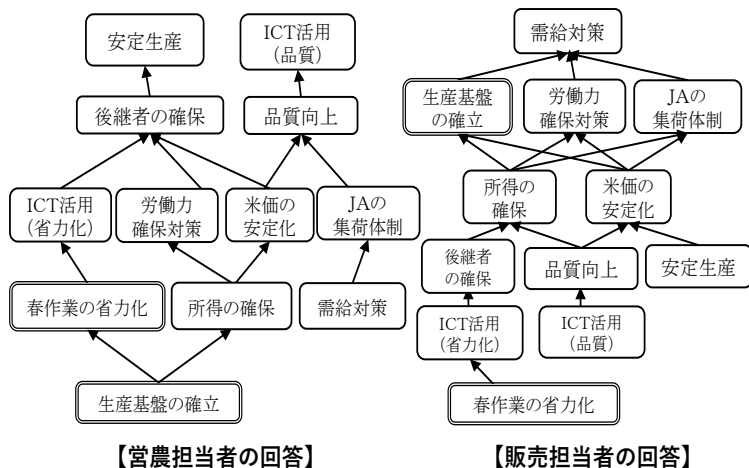 安定生産
ICT活用
（品質）
後継者の確保
品質向上
ICT活用
（省力化）
労働力
確保対策
米価の
安定化
JAの
集荷体制
春作業の省力化
所得の確保
需給対策
生産基盤の確立
【営農担当者の回答】
需給対策
生産基盤
の確立
労働力
確保対策
JAの
集荷体制
所得の
確保
米価の
安定化
後継者
の確保
品質向上
安定生産
ICT活用
（省力化）
ICT活用
（品質）
春作業の省力化
【販売担当者の回答】